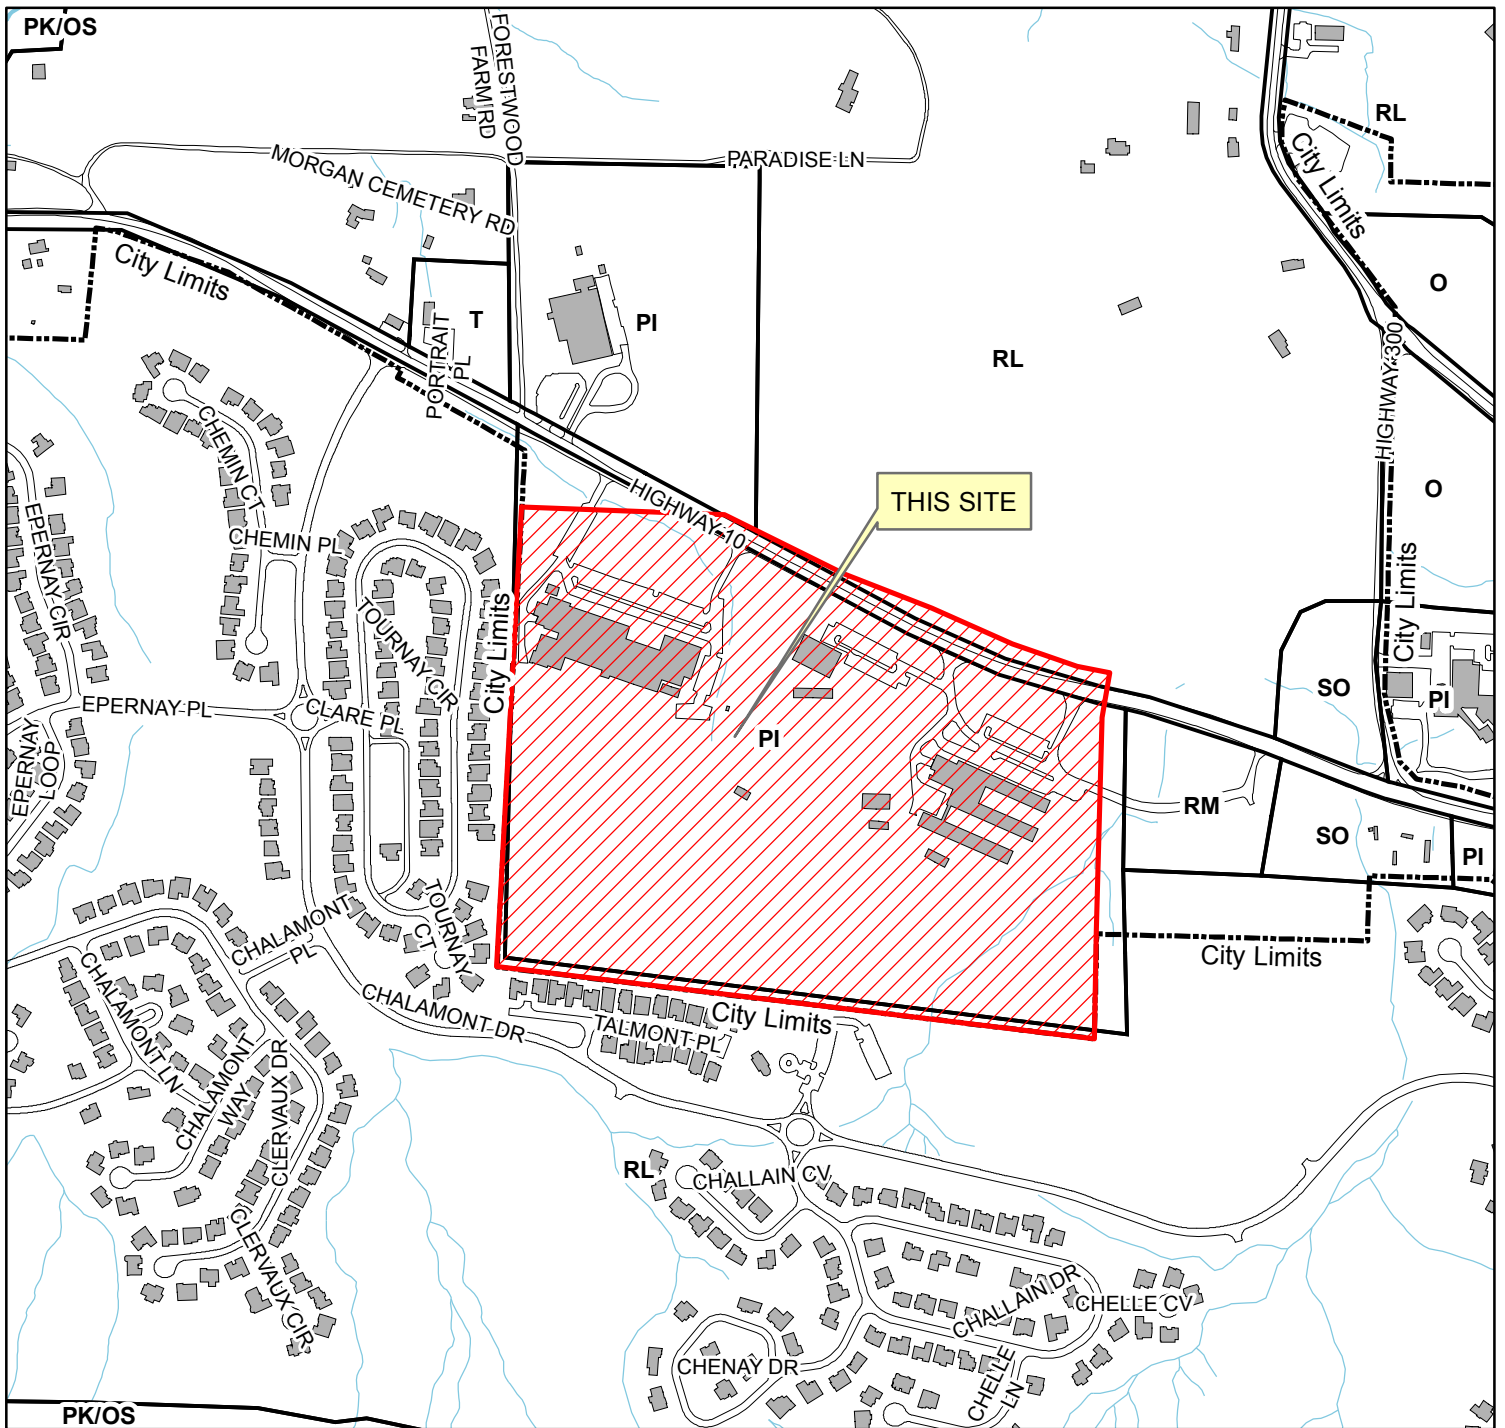 PK/OS
FORESTWOOD
FARM RD
RL
MORGAN CEMETERY RD
PARADISE LN
City Limits
City Limits
O
T
PI
PORTRAIT
PL
RL
HIGHWAY 300
CHEMIN CT
THIS SITE
O
HIGHWAY 10
CHEMIN PL
EPERNAY CIR
TOURNAY CIR
City Limits
City Limits
SO
PI
EPERNAY PL
CLARE PL
PI
EPERNAY
LOOP
RM
SO
PI
TOURNAY
CT
CHALAMONT
PL
City Limits
CHALAMONT LN
CHALAMONT DR
TALMONT PL
City Limits
CHALAMONT
WAY
CLERVAUX DR
RL
CHALLAIN CV
CLERVAUX CIR
CHALLAIN DR
CHELLE CV
CHENAY DR
CHELLE
LN
PK/OS